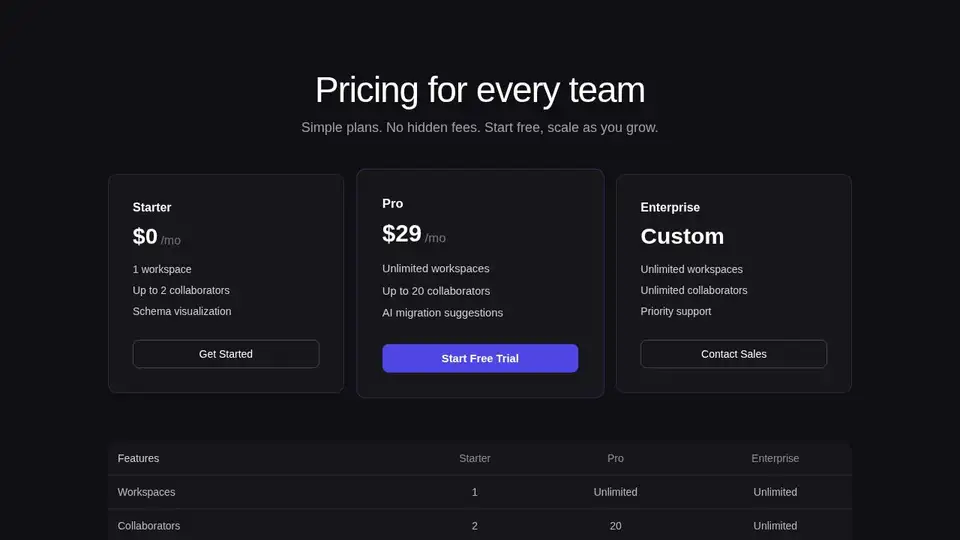 Pricing for every team
Simple plans. No hidden fees. Start free, scale as you grow.
Starter
$0 /mo
1 workspace
Up to 2 collaborators
Schema visualization
Get Started
Pro
$29 /mo
Unlimited workspaces
Up to 20 collaborators
AI migration suggestions
Start Free Trial
Enterprise
Custom
Unlimited workspaces
Unlimited collaborators
Priority support
Contact Sales
Features Starter Pro Enterprise
Workspaces 1 Unlimited Unlimited
Collaborators 2 20 Unlimited